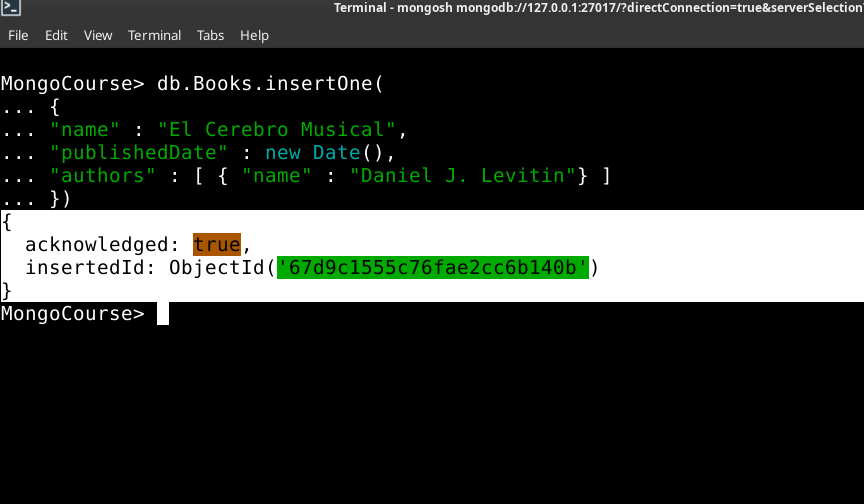 Terminal - mongosh mongodb://127.0.0.1:27017/?directConnection=true&serverSelection
File Edit View Terminal Tabs Help
MongoCourse> db.Books.insertOne(
... {
... "name" : "El Cerebro Musical",
... "publishedDate" : new Date(),
... "authors" : [ { "name" : "Daniel J. Levitin"} ]
... })
{
  acknowledged: true,
  insertedId: ObjectId('67d9c1555c76fae2cc6b140b')
}
MongoCourse>